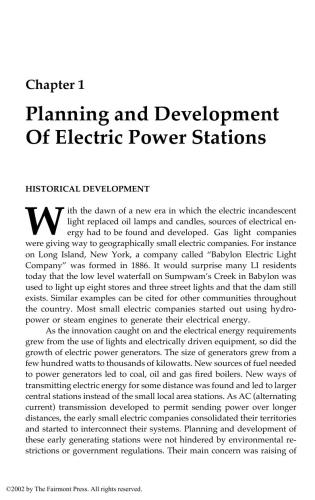 Chapter 1
Planning and Development
Of Electric Power Stations
HISTORICAL DEVELOPMENT
With the dawn of a new era in which the electric incandescent
light replaced oil lamps and candles, sources of electrical en-
ergy had to be found and developed. Gas light companies
were giving way to geographically small electric companies. For instance
on Long Island, New York, a company called “Babylon Electric Light
Company” was formed in 1886. It would surprise many LI residents
today that the low level waterfall on Sumpwam's Creek in Babylon was
used to light up eight stores and three street lights and that the dam still
exists. Similar examples can be cited for other communities throughout
the country. Most small electric companies started out using hydro-
power or steam engines to generate their electrical energy.
As the innovation caught on and the electrical energy requirements
grew from the use of lights and electrically driven equipment, so did the
growth of electric power generators. The size of generators grew from a
few hundred watts to thousands of kilowatts. New sources of fuel needed
to power generators led to coal, oil and gas fired boilers. New ways of
transmitting electric energy for some distance was found and led to larger
central stations instead of the small local area stations. As AC (alternating
current) transmission developed to permit sending power over longer
distances, the early small electric companies consolidated their territories
and started to interconnect their systems. Planning and development of
these early generating stations were not hindered by environmental re-
strictions or government regulations. Their main concern was raising of
©2002 by The Fairmont Press. All rights reserved.